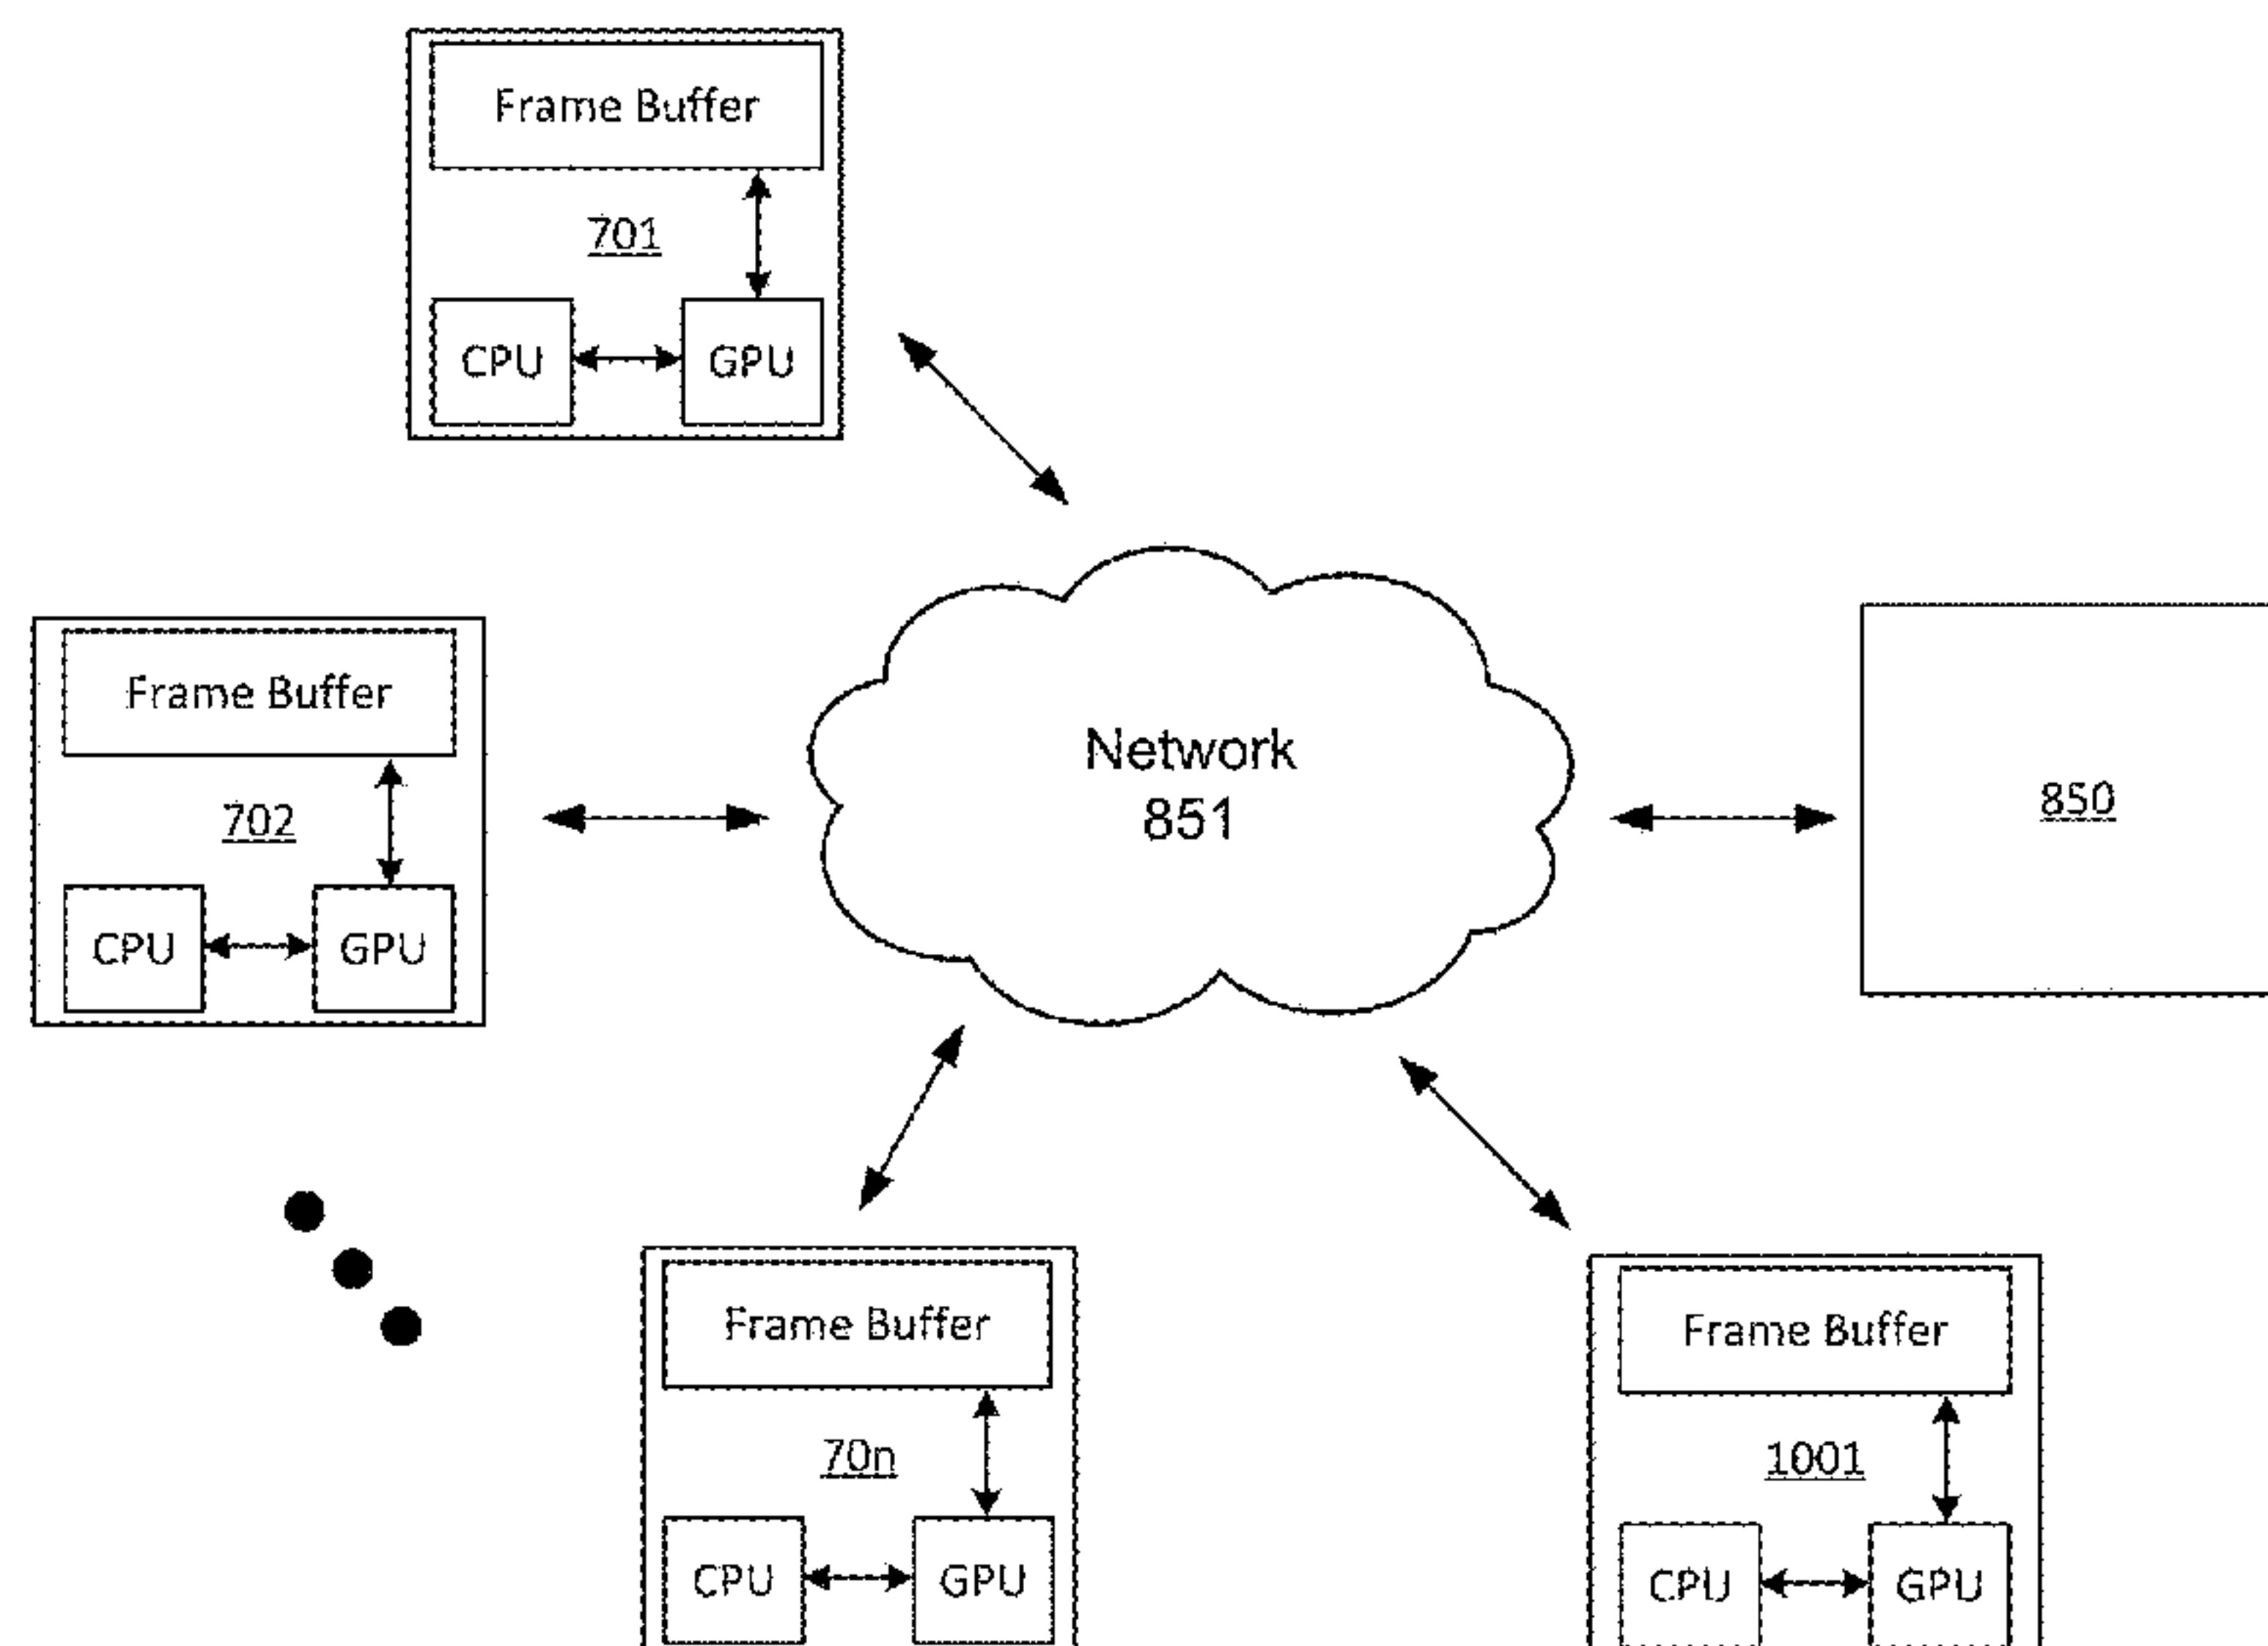 Frame Buffer
701
CPU
GPU
Frame Buffer
702
CPU
GPU
Network
851
850
Frame Buffer
70n
CPU
GPU
Frame Buffer
1001
CPU
GPU